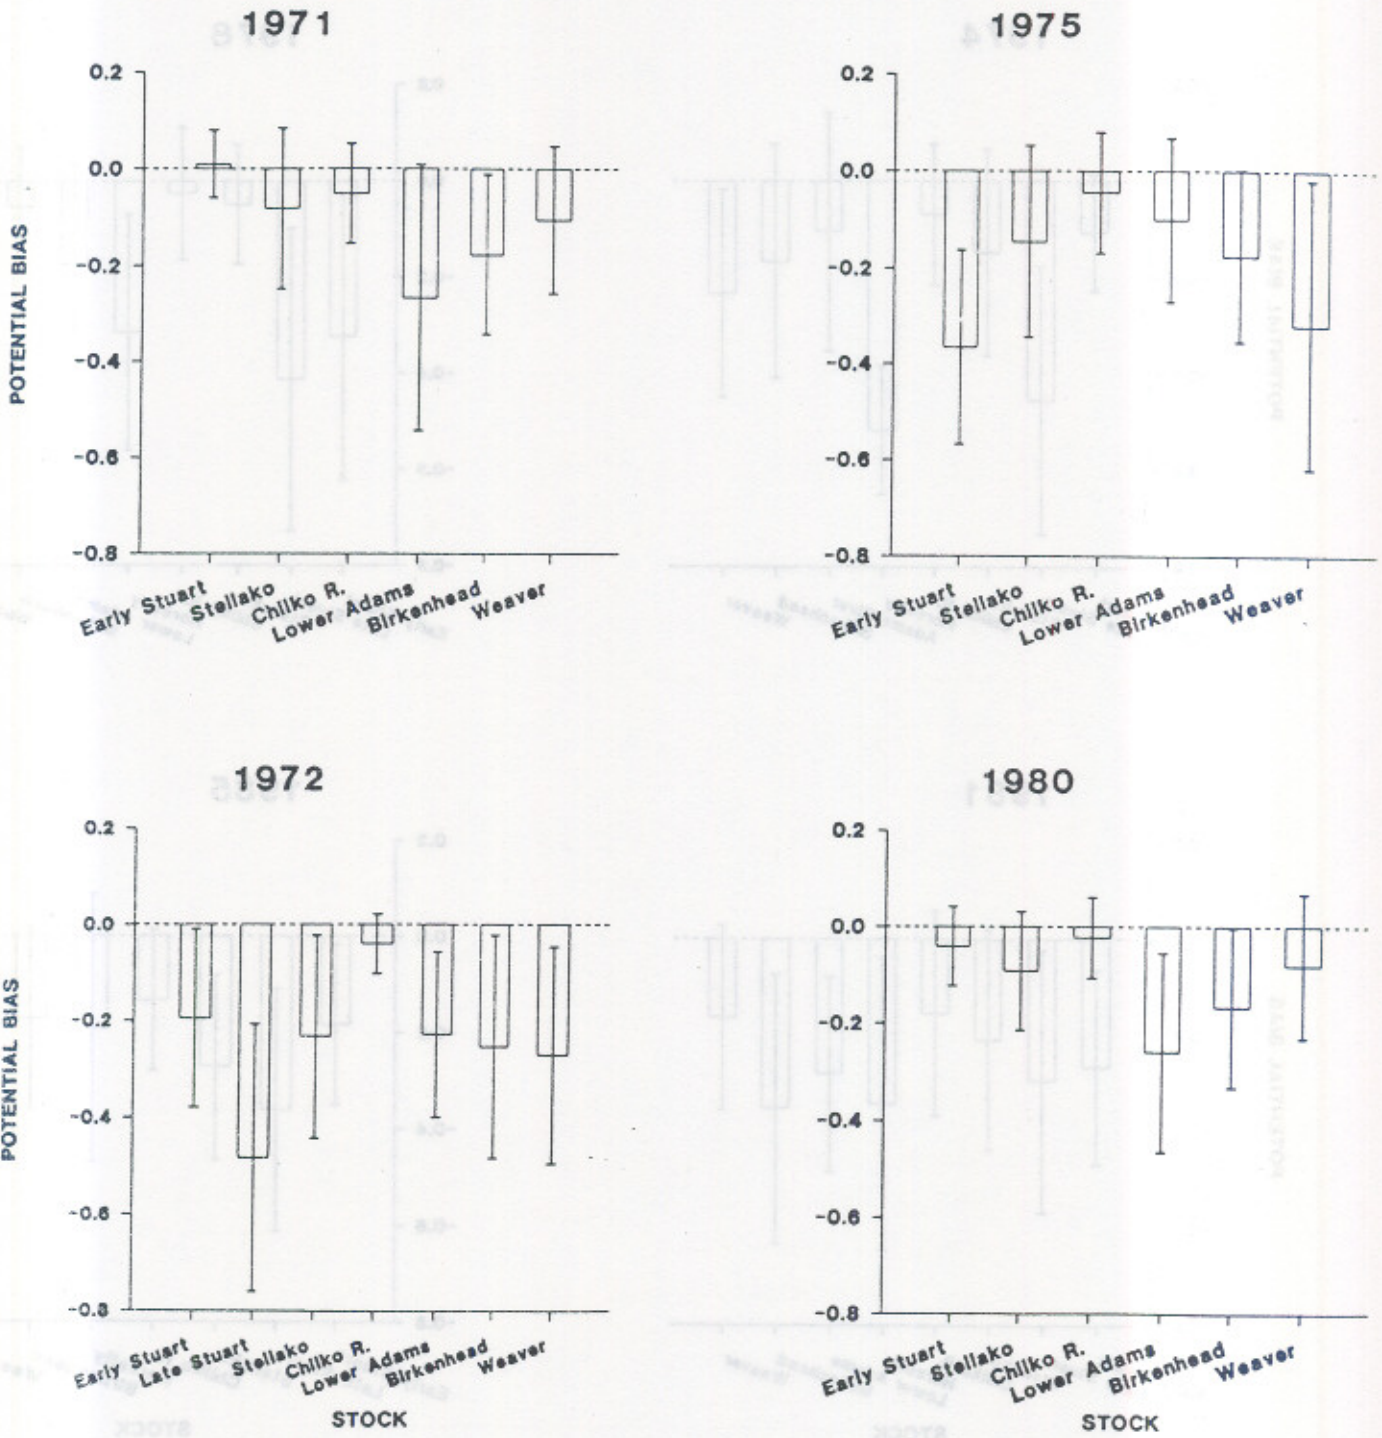 1971
0.2
0.0
-0.2
-0.4
-0.6
-0.8
POTENTIAL BIAS
Early Stuart
Stellako
Chilko R.
Lower Adams
Birkenhead
Weaver
1975
0.2
0.0
-0.2
-0.4
-0.6
-0.8
Early Stuart
Stellako
Chilko R.
Lower Adams
Birkenhead
Weaver
1972
0.2
0.0
-0.2
-0.4
-0.6
-0.8
POTENTIAL BIAS
Early Stuart
Late Stuart
Stellako
Chilko R.
Lower Adams
Birkenhead
Weaver
STOCK
1980
0.2
0.0
-0.2
-0.4
-0.6
-0.8
Early Stuart
Stellako
Chilko R.
Lower Adams
Birkenhead
Weaver
STOCK